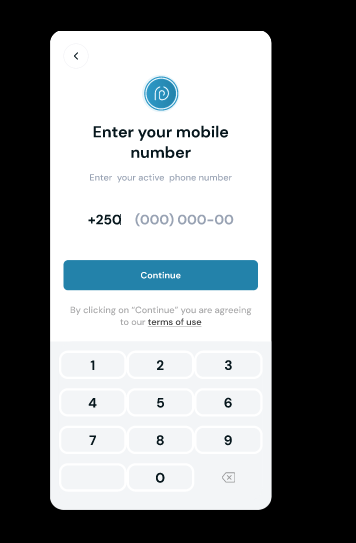 Enter your mobile
number
Enter your active phone number
+250 (000) 000-00
Continue
By clicking on “Continue” you are agreeing
to our terms of use
1 2 3
4 5 6
7 8 9
0